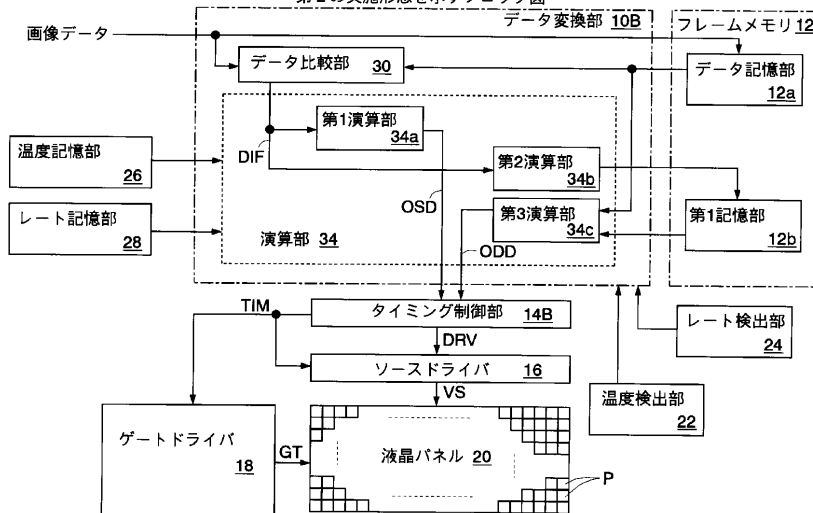 データ変換部 10B
フレームメモリ 12
画像データ
データ比較部 30
データ記憶部
12a
第1演算部
34a
DIF
温度記憶部
26
第2演算部
34b
OSD
レート記憶部
28
第3演算部
34c
第1記憶部
12b
演算部 34
ODD
TIM
タイミング制御部 14B
レート検出部
24
DRV
ソースドライバ 16
VS
温度検出部
22
ゲートドライバ
18
GT
液晶パネル 20
P